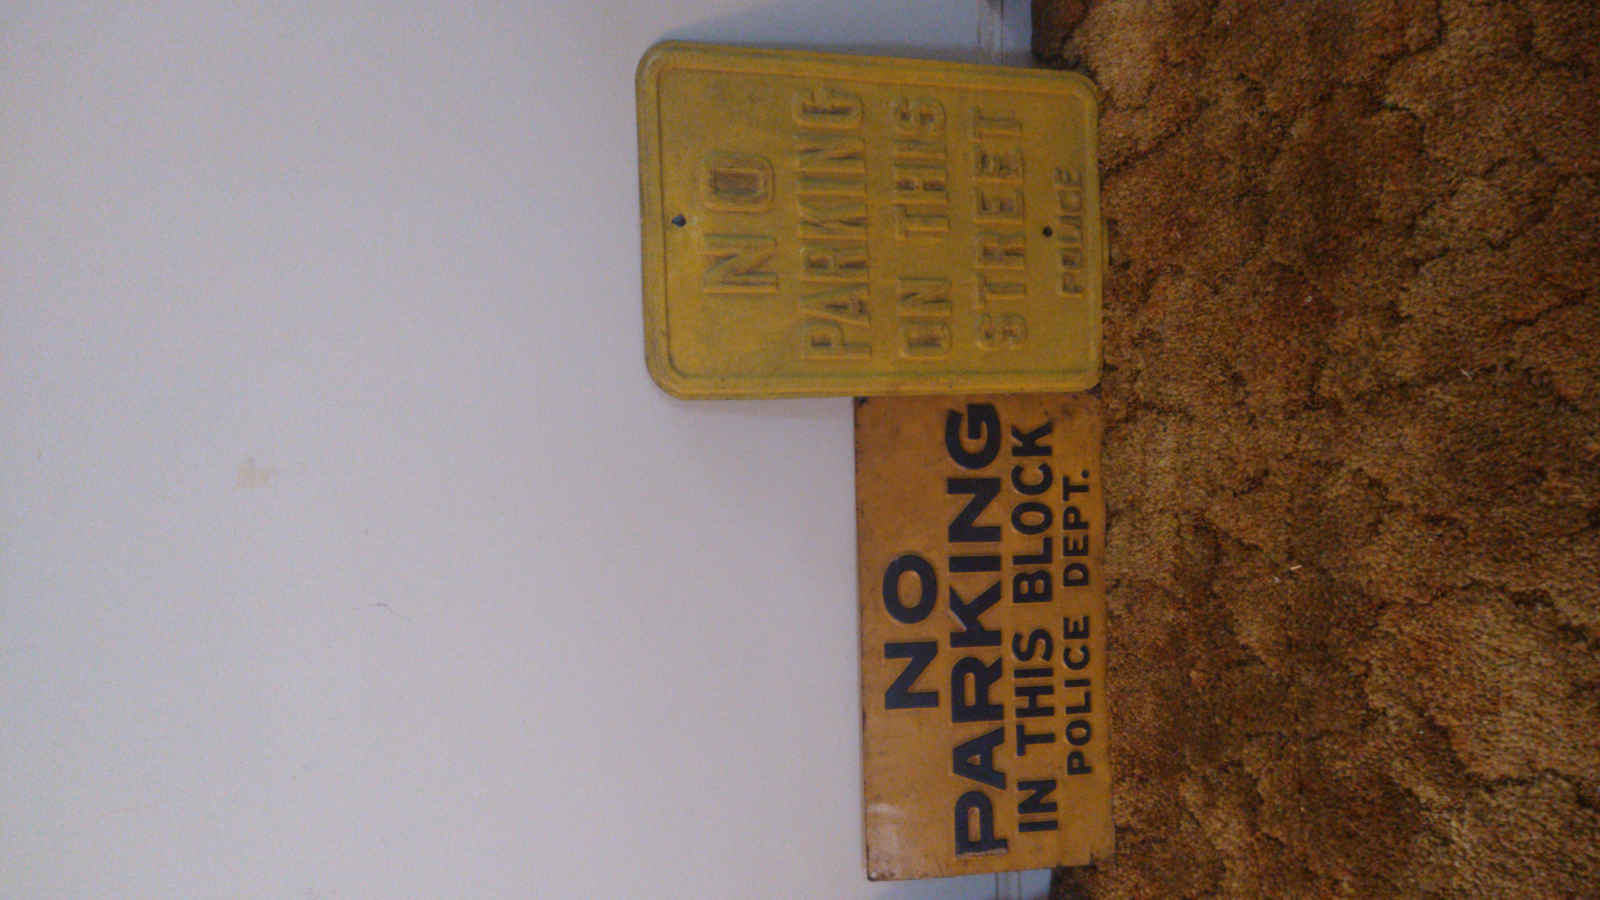 NO
PARKING
IN THIS BLOCK
POLICE DEPT.
NO
PARKING
ON THIS
STREET
POLICE